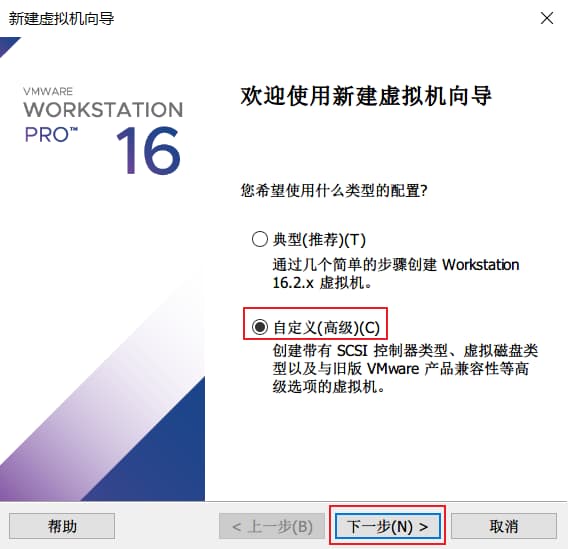 新建虚拟机向导
VMWARE
WORKSTATION
PRO™ 16
欢迎使用新建虚拟机向导
您希望使用什么类型的配置?
典型(推荐)(T)
通过几个简单的步骤创建 Workstation
16.2.x 虚拟机。
自定义(高级)(C)
创建带有 SCSI 控制器类型、虚拟磁盘类
型以及与旧版 VMware 产品兼容性等高
级选项的虚拟机。
帮助
< 上一步(B)
下一步(N) >
取消